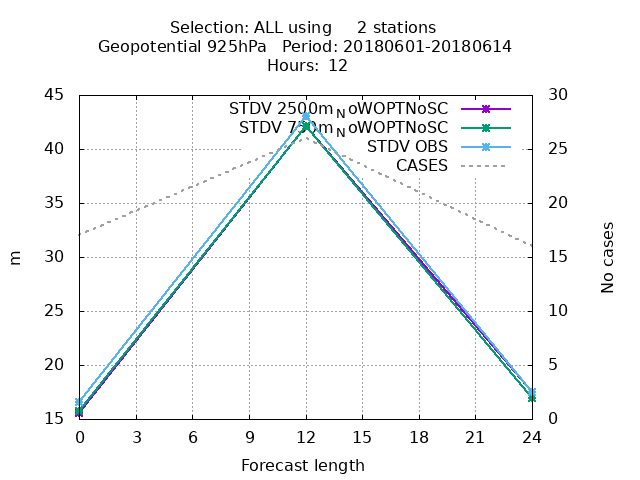 Selection: ALL using 2 stations
Geopotential 925hPa Period: 20180601-20180614
Hours: 12
STDV 2500m_NoWOPTNoSC
STDV 7 0m_NoWOPTNoSC
STDV OBS
CASES
45
40
35
30
25
20
15
m
30
25
20
15
10
5
0
No cases
0 3 6 9 12 15 18 21 24
Forecast length